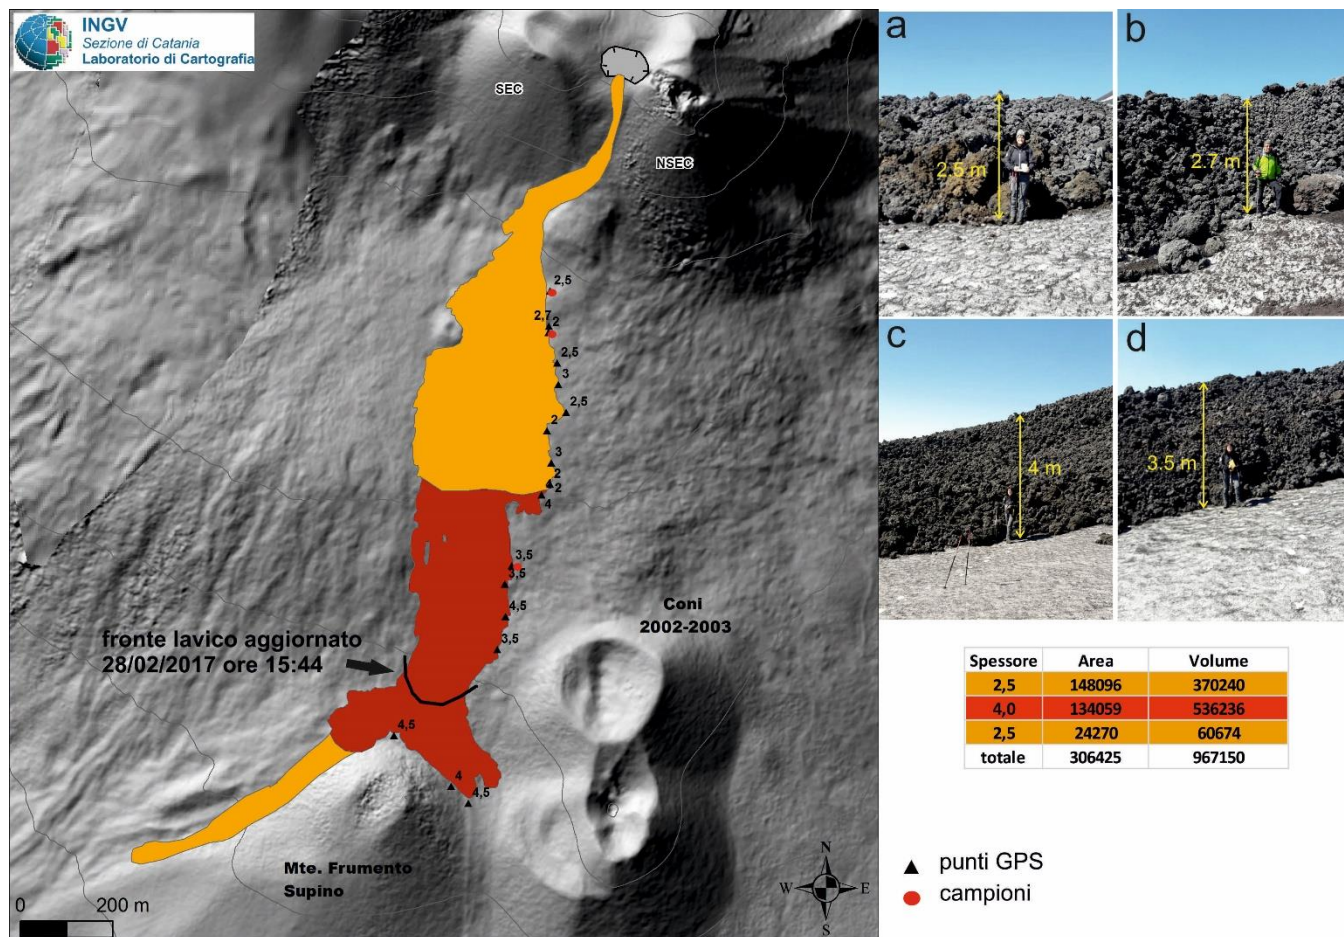 INGV
Sezione di Catania
Laboratorio di Cartografia
SEC
NSEC
2,5
2,7
2
2,5
3
2,5
2
3
2
2
4
3,5
3,5
4,5
3,5
Coni
2002-2003
fronte lavico aggiornato
28/02/2017 ore 15:44
4,5
4
4,5
Mte. Frumento
Supino
0 200 m
N
W E
S
a
2.5 m
b
2.7 m
c
4 m
d
3.5 m
Spessore Area Volume
2,5 148096 370240
4,0 134059 536236
2,5 24270 60674
totale 306425 967150
punti GPS
campioni